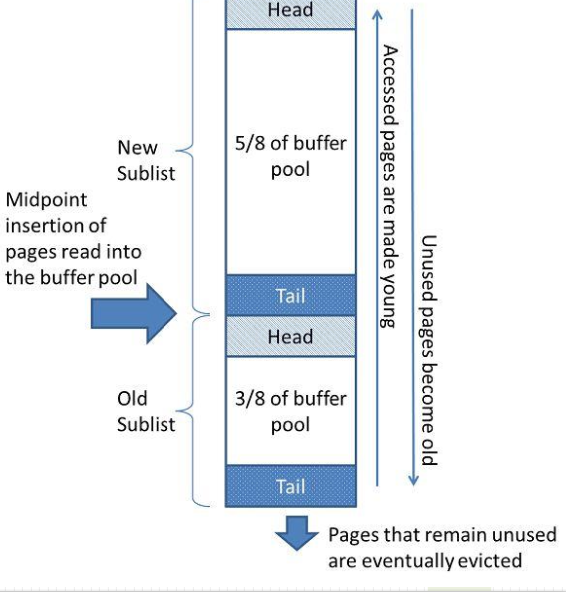 Head
5/8 of buffer
pool
New
Sublist
Midpoint
insertion of
pages read into
the buffer pool
Tail
Head
Old
Sublist
3/8 of buffer
pool
Tail
Accessed pages are made young
Unused pages become old
Pages that remain unused
are eventually evicted